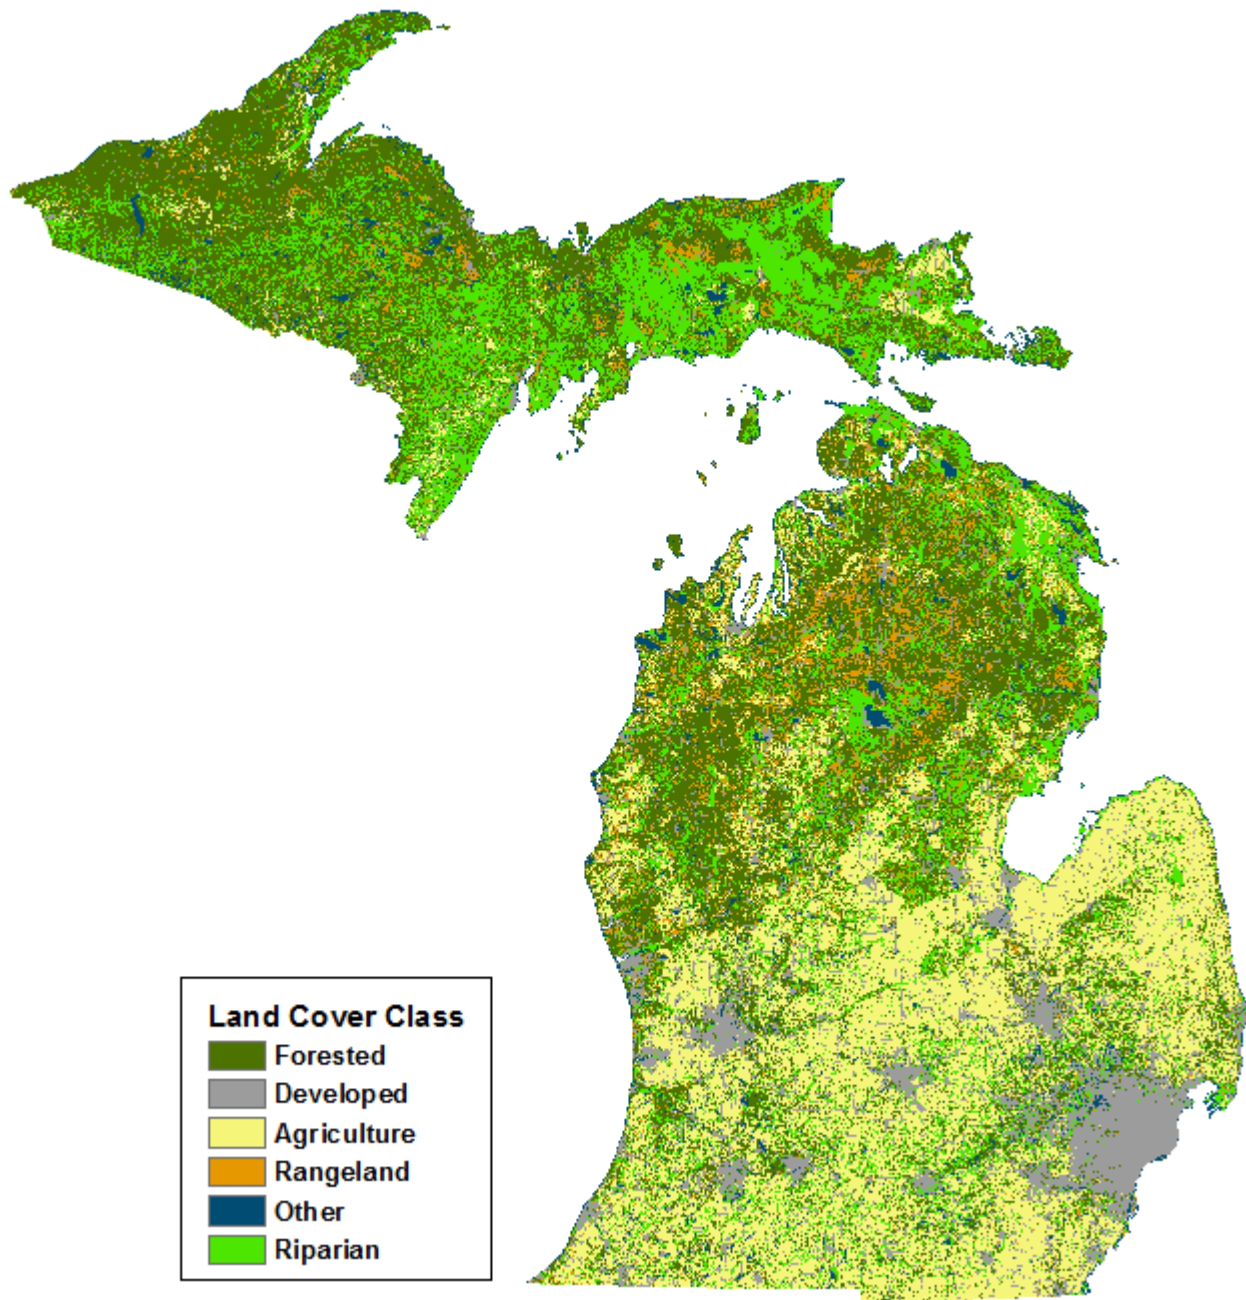 Land Cover Class
Forested
Developed
Agriculture
Rangeland
Other
Riparian